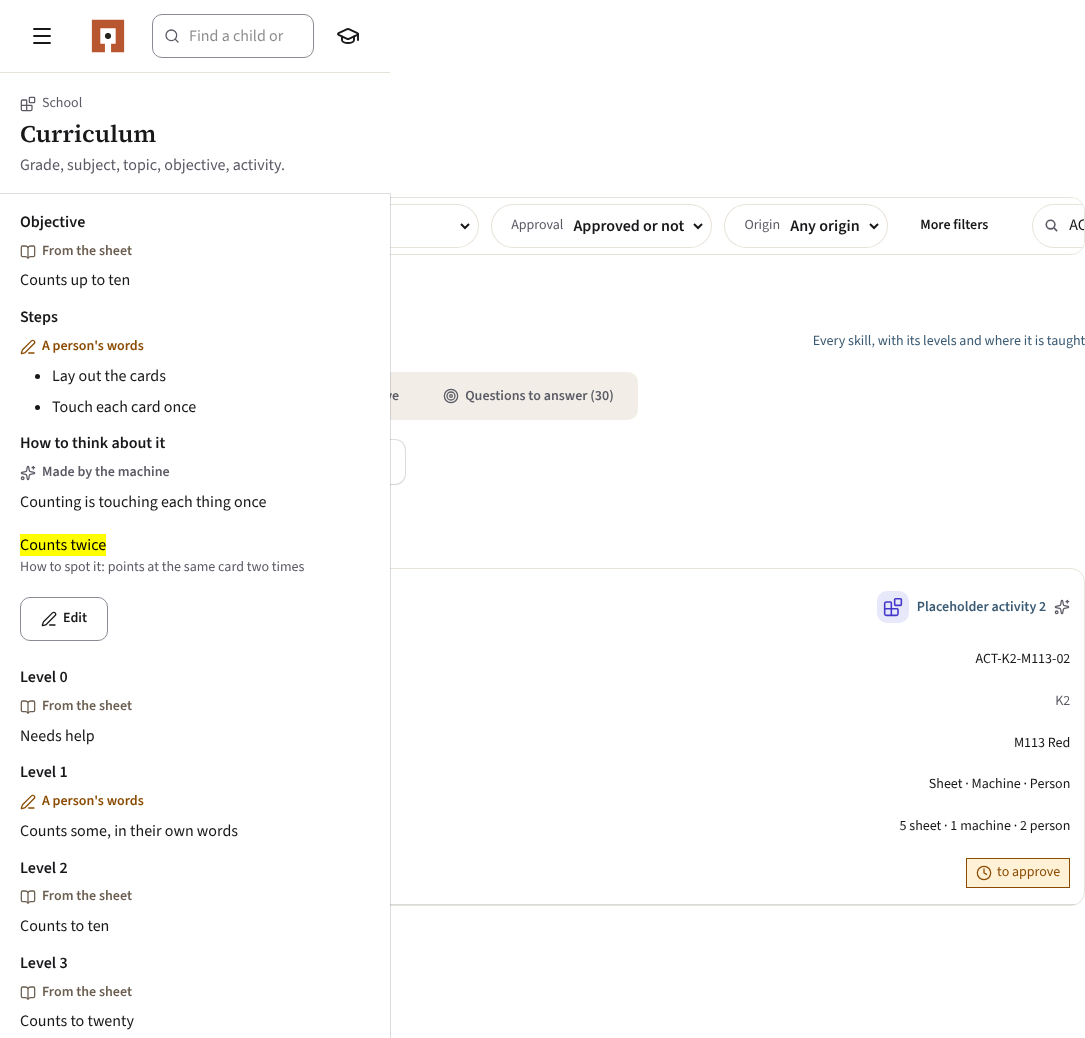 Find a child or
School
Curriculum
Grade, subject, topic, objective, activity.
Objective
From the sheet
Counts up to ten
Steps
A person's words
Lay out the cards
Touch each card once
How to think about it
Made by the machine
Counting is touching each thing once
Counts twice
How to spot it: points at the same card two times
Edit
Level 0
From the sheet
Needs help
Level 1
A person's words
Counts some, in their own words
Level 2
From the sheet
Counts to ten
Level 3
From the sheet
Counts to twenty
Approval Approved or not
Origin Any origin
More filters
Every skill, with its levels and where it is taught
Questions to answer (30)
Placeholder activity 2
ACT-K2-M113-02
K2
M113 Red
Sheet · Machine · Person
5 sheet · 1 machine · 2 person
to approve